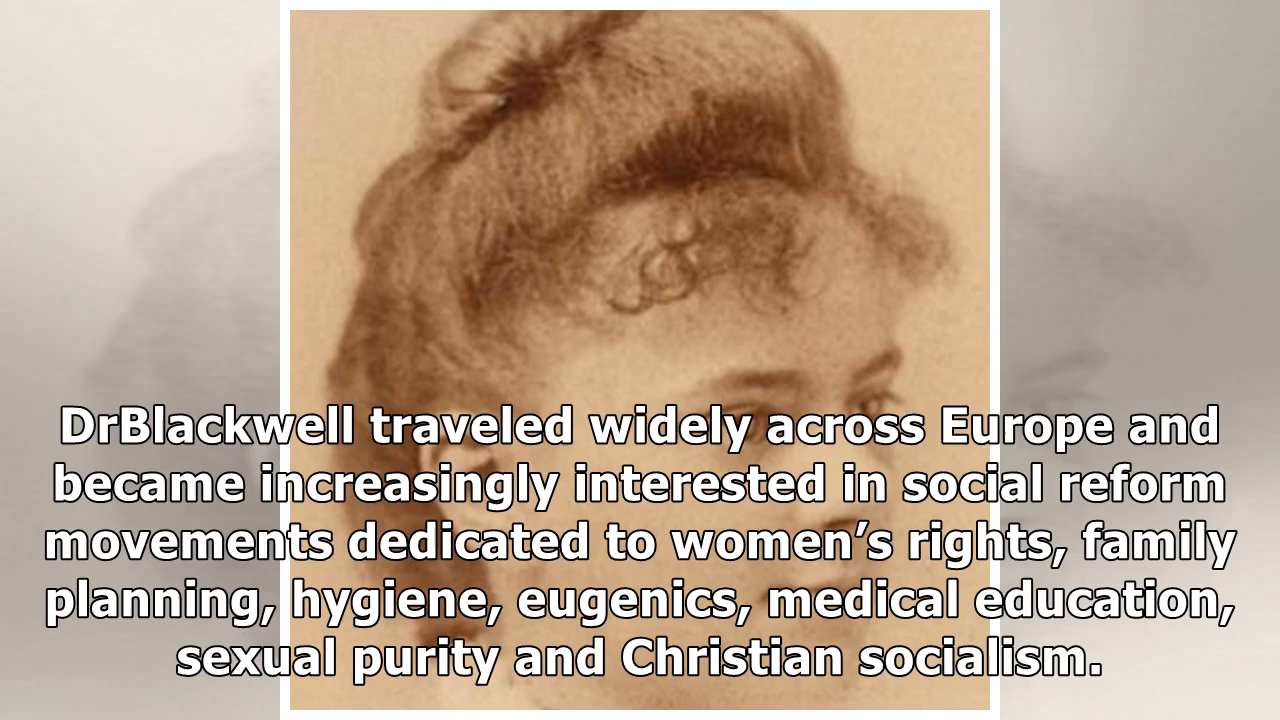 DrBlackwell traveled widely across Europe and
became increasingly interested in social reform
movements dedicated to women’s rights, family
planning, hygiene, eugenics, medical education,
sexual purity and Christian socialism.